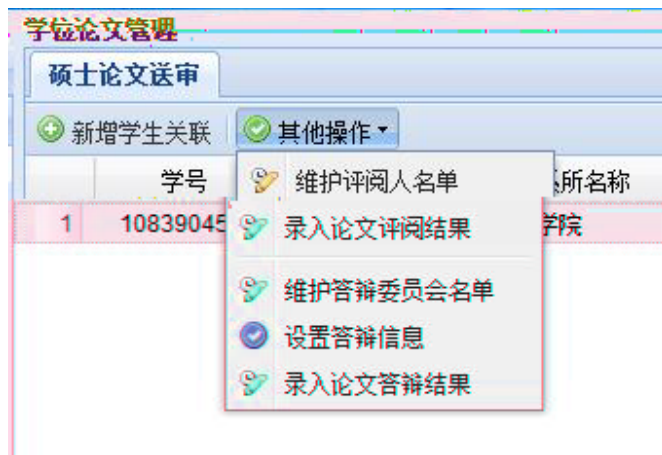 学位论文管理
硕士论文送审
新增学生关联 其他操作
学号 所名称
1 10839045 学院
维护评阅人名单
录入论文评阅结果
维护答辩委员会名单
设置答辩信息
录入论文答辩结果